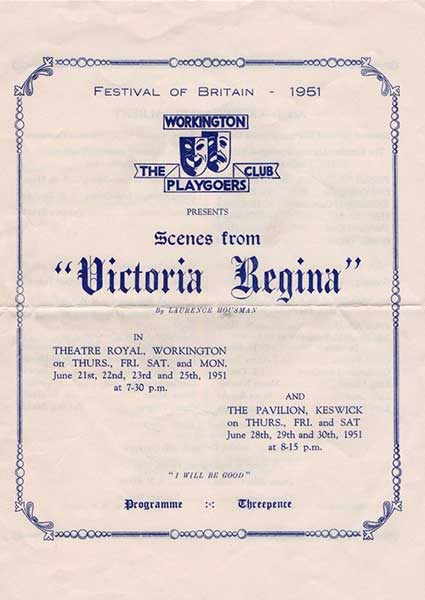 FESTIVAL OF BRITAIN - 1951
WORKINGTON
THE CLUB
PLAYGOERS
PRESENTS
Scenes from
"Victoria Regina"
By LAURENCE HOUSMAN
IN
THEATRE ROYAL, WORKINGTON
on THURS., FRI. SAT. and MON.
June 21st, 22nd, 23rd and 25th, 1951
at 7-30 p.m.
AND
THE PAVILION, KESWICK
on THURS., FRI. and SAT
June 28th, 29th and 30th, 1951
at 8-15 p.m.
"I WILL BE GOOD"
Programme :-: Threepence